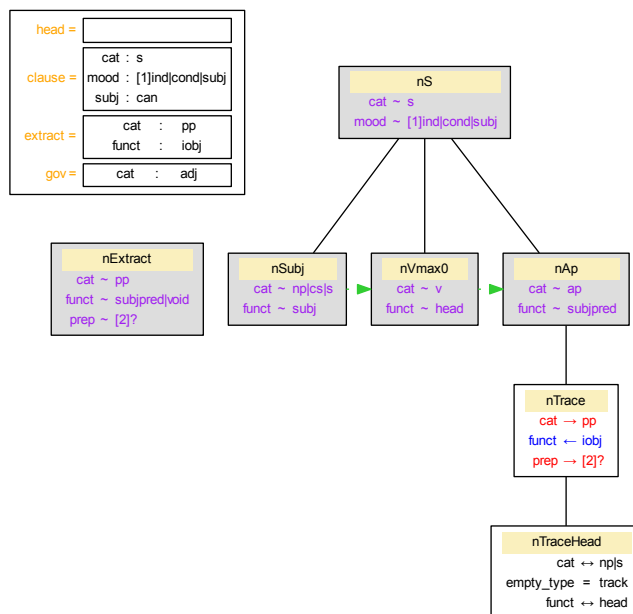 head =
clause =
cat : s
mood : [1]ind|cond|subj
subj : can
extract =
cat : pp
funct : iobj
gov =
cat : adj
nS
cat ~ s
mood ~ [1]ind|cond|subj
nExtract
cat ~ pp
funct ~ subjpred|void
prep ~ [2]?
nSubj
cat ~ np|cs|s
funct ~ subj
nVmax0
cat ~ v
funct ~ head
nAp
cat ~ ap
funct ~ subjpred
nTrace
cat → pp
funct ← iobj
prep → [2]?
nTraceHead
cat ↔ np|s
empty_type = track
funct ↔ head